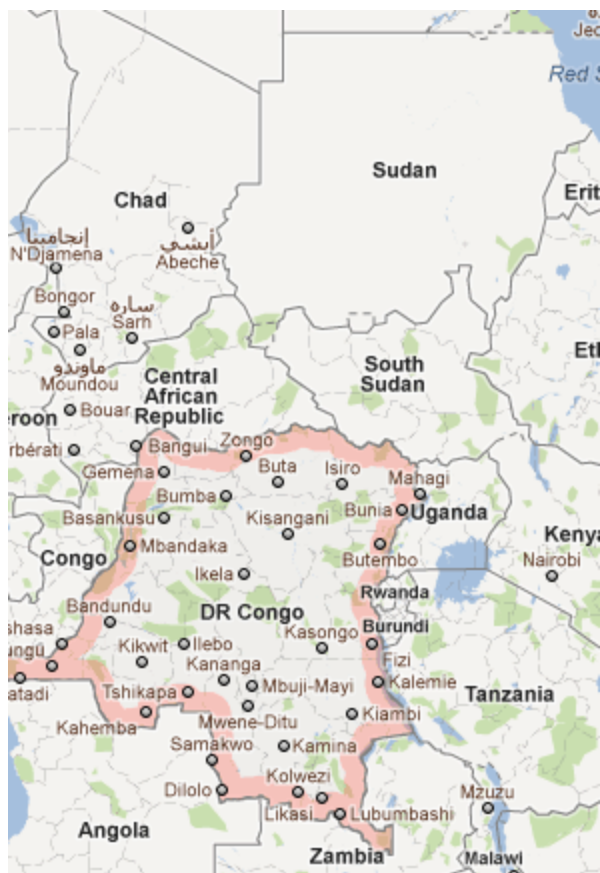 Jec
Red S
Sudan
Chad
Erit
أبشي
Abeche
إنجامينا
N'Djamena
Bongor
ساره
Sarh
Pala
ماوندو
Moundou
South
Sudan
Eth
Central
African
Republic
Bouar
eroon
rbérati
Bangui
Zongo
Gemena
Buta
Isiro
Mahagi
Bumba
Bunia
Uganda
Basankusu
Kisangani
Kenya
Congo
Mbandaka
Butembo
Nairobi
Ikela
Rwanda
Bandundu
DR Congo
Burundi
shasa
Kikwit
Ilebo
Kasongo
ungu
Fizi
Kananga
atadi
Tshikapa
Mbuji-Mayi
Kalemie
Tanzania
Kahemba
Mwene-Ditu
Kiambi
Samakwo
Kamina
Dilolo
Kolwezi
Mzuzu
Likasi
Lubumbashi
Angola
Zambia
Malawi